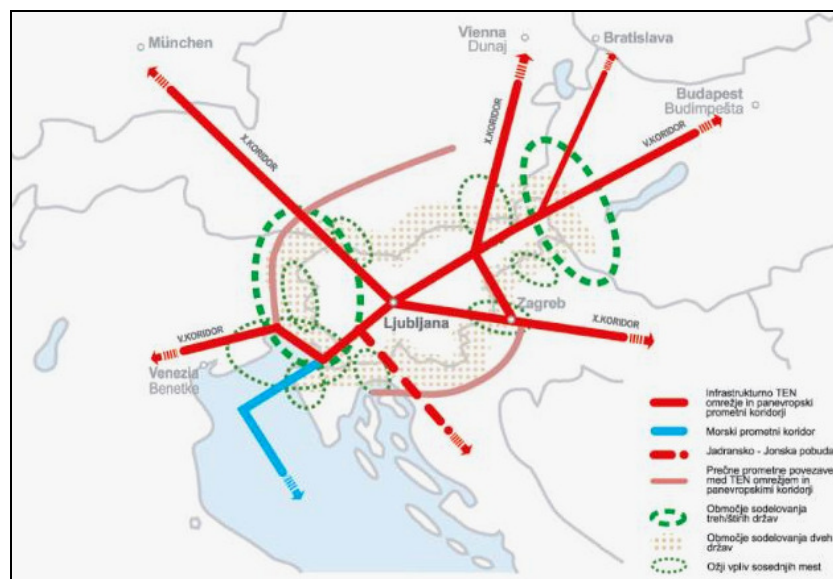 München
Vienna
Dunaj
Bratislava
Budapest
Budimpešta
X.KORIDOR
X.KORIDOR
V.KORIDOR
Ljubljana
Zagreb
V.KORIDOR
X.KORIDOR
Venezia
Benetke
Infrastrukturno TEN
omrežje in panevropski
prometni koridorji
Morski prometni koridor
Jadransko - Jonska pobuda
Prečne prometne povezave
med TEN omrežjem in
panevropskimi koridorji
Območje sodelovanja
treh/štirih držav
Območje sodelovanja dveh
držav
Ožji vpliv sosednjih mest